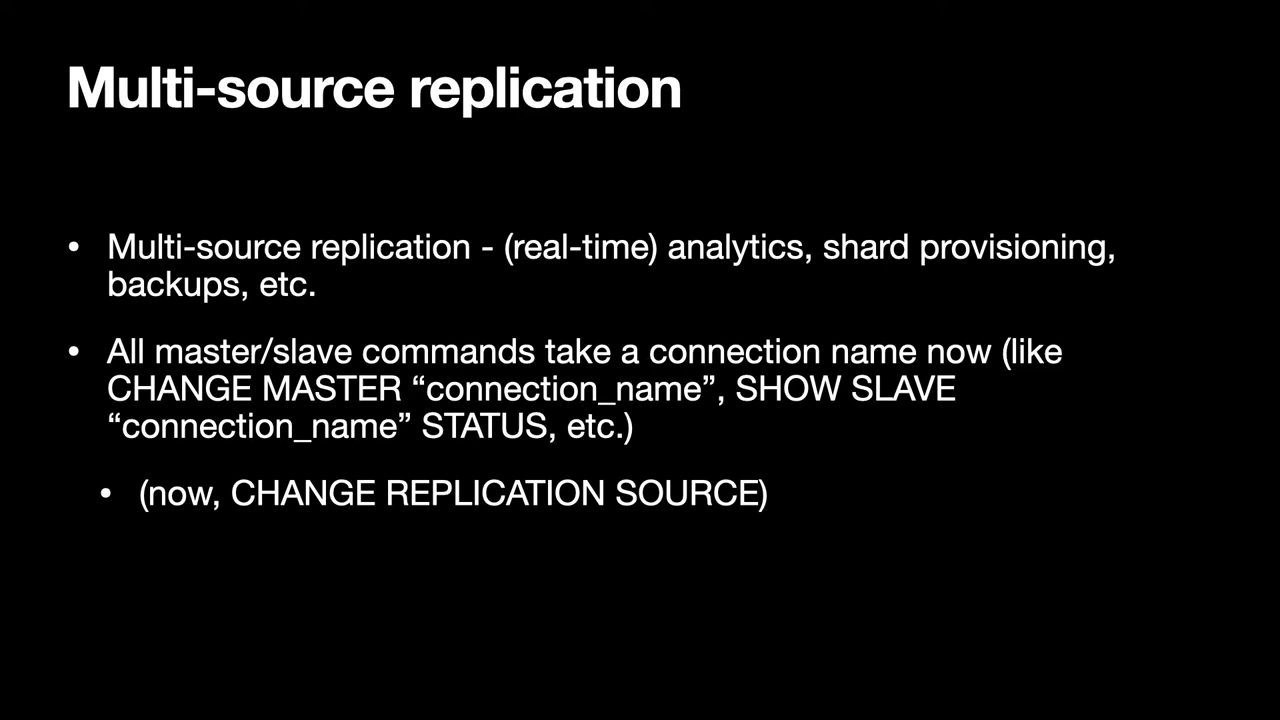 Multi-source replication
• Multi-source replication - (real-time) analytics, shard provisioning,
backups, etc.
• All master/slave commands take a connection name now (like
CHANGE MASTER “connection_name”, SHOW SLAVE
“connection_name” STATUS, etc.)
• (now, CHANGE REPLICATION SOURCE)